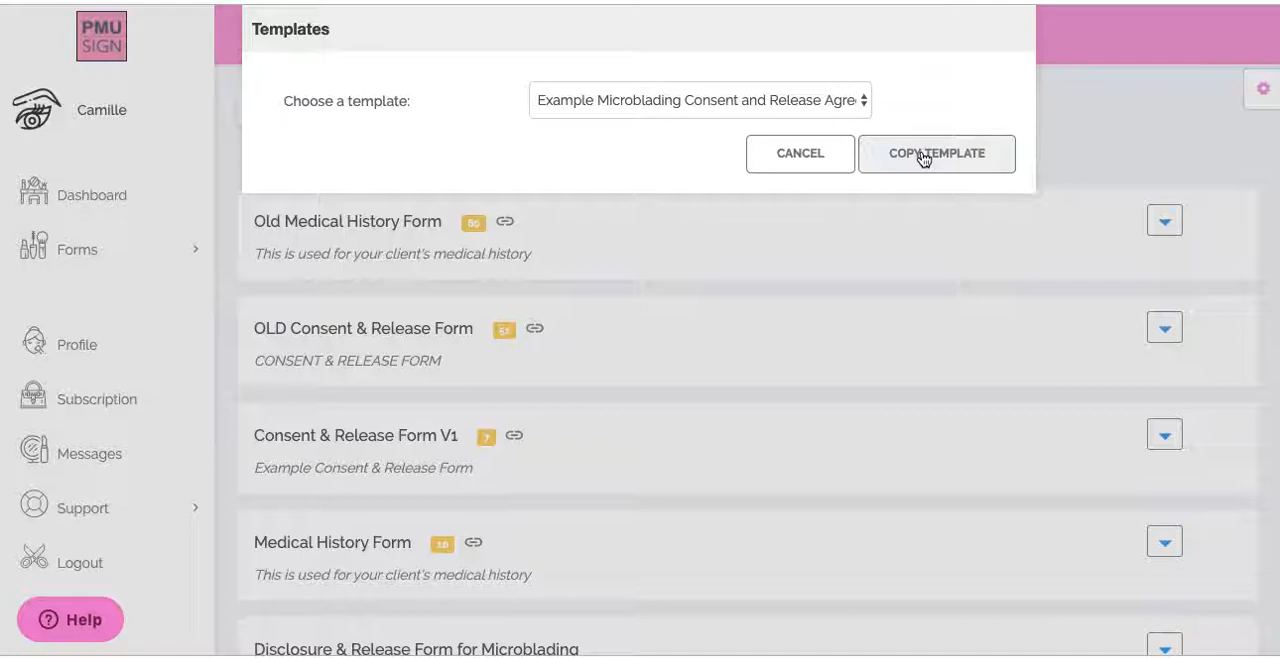 PMU
SIGN
Camille
Dashboard
Forms
Profile
Subscription
Messages
Support
Logout
Help
Templates
Choose a template:
Example Microblading Consent and Release Agre
CANCEL
COPY TEMPLATE
Old Medical History Form
This is used for your client's medical history
OLD Consent & Release Form 51
CONSENT & RELEASE FORM
Consent & Release Form V1 7
Example Consent & Release Form
Medical History Form 10
This is used for your client's medical history
Disclosure & Release Form for Microblading